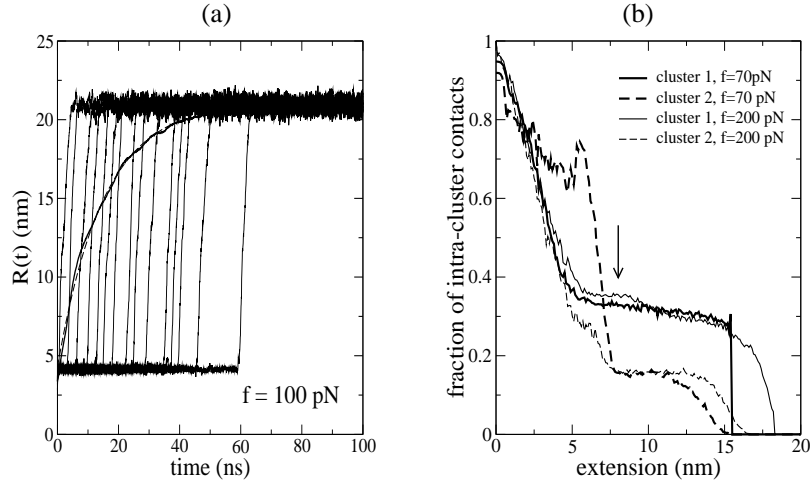 (a)
25
20
15
10
5
0
R(t) (nm)
f = 100 pN
0 20 40 60 80 100
time (ns)
(b)
1
0.8
0.6
0.4
0.2
0
fraction of intra-cluster contacts
cluster 1, f=70pN
cluster 2, f=70 pN
cluster 1, f=200 pN
cluster 2, f=200 pN
0 5 10 15 20
extension (nm)